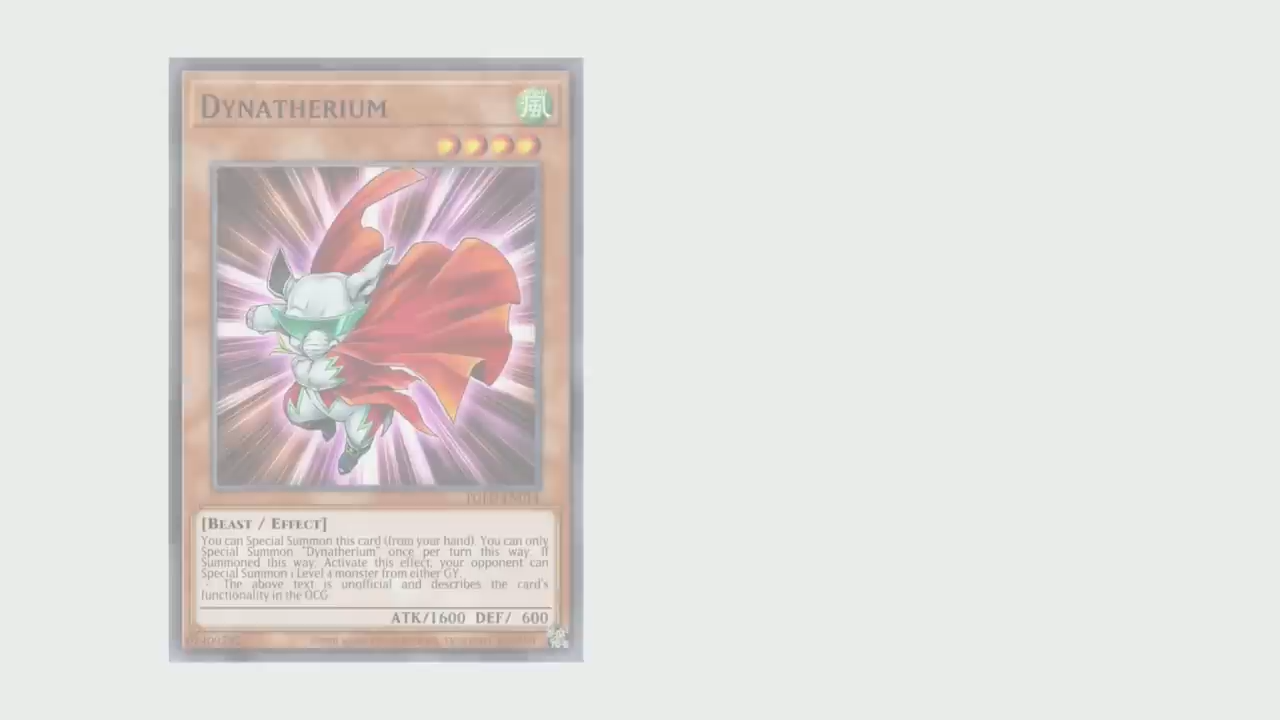 DYNATHERIUM
[BEAST / EFFECT]
You can Special Summon this card (from your hand). You can only
Special Summon "Dynatherium" once per turn this way. If
Summoned this way: Activate this effect; your opponent can
Special Summon 1 Level 4 monster from either GY.
· The above text is unofficial and describes the card's
functionality in the OCG
ATK/1600 DEF/ 600